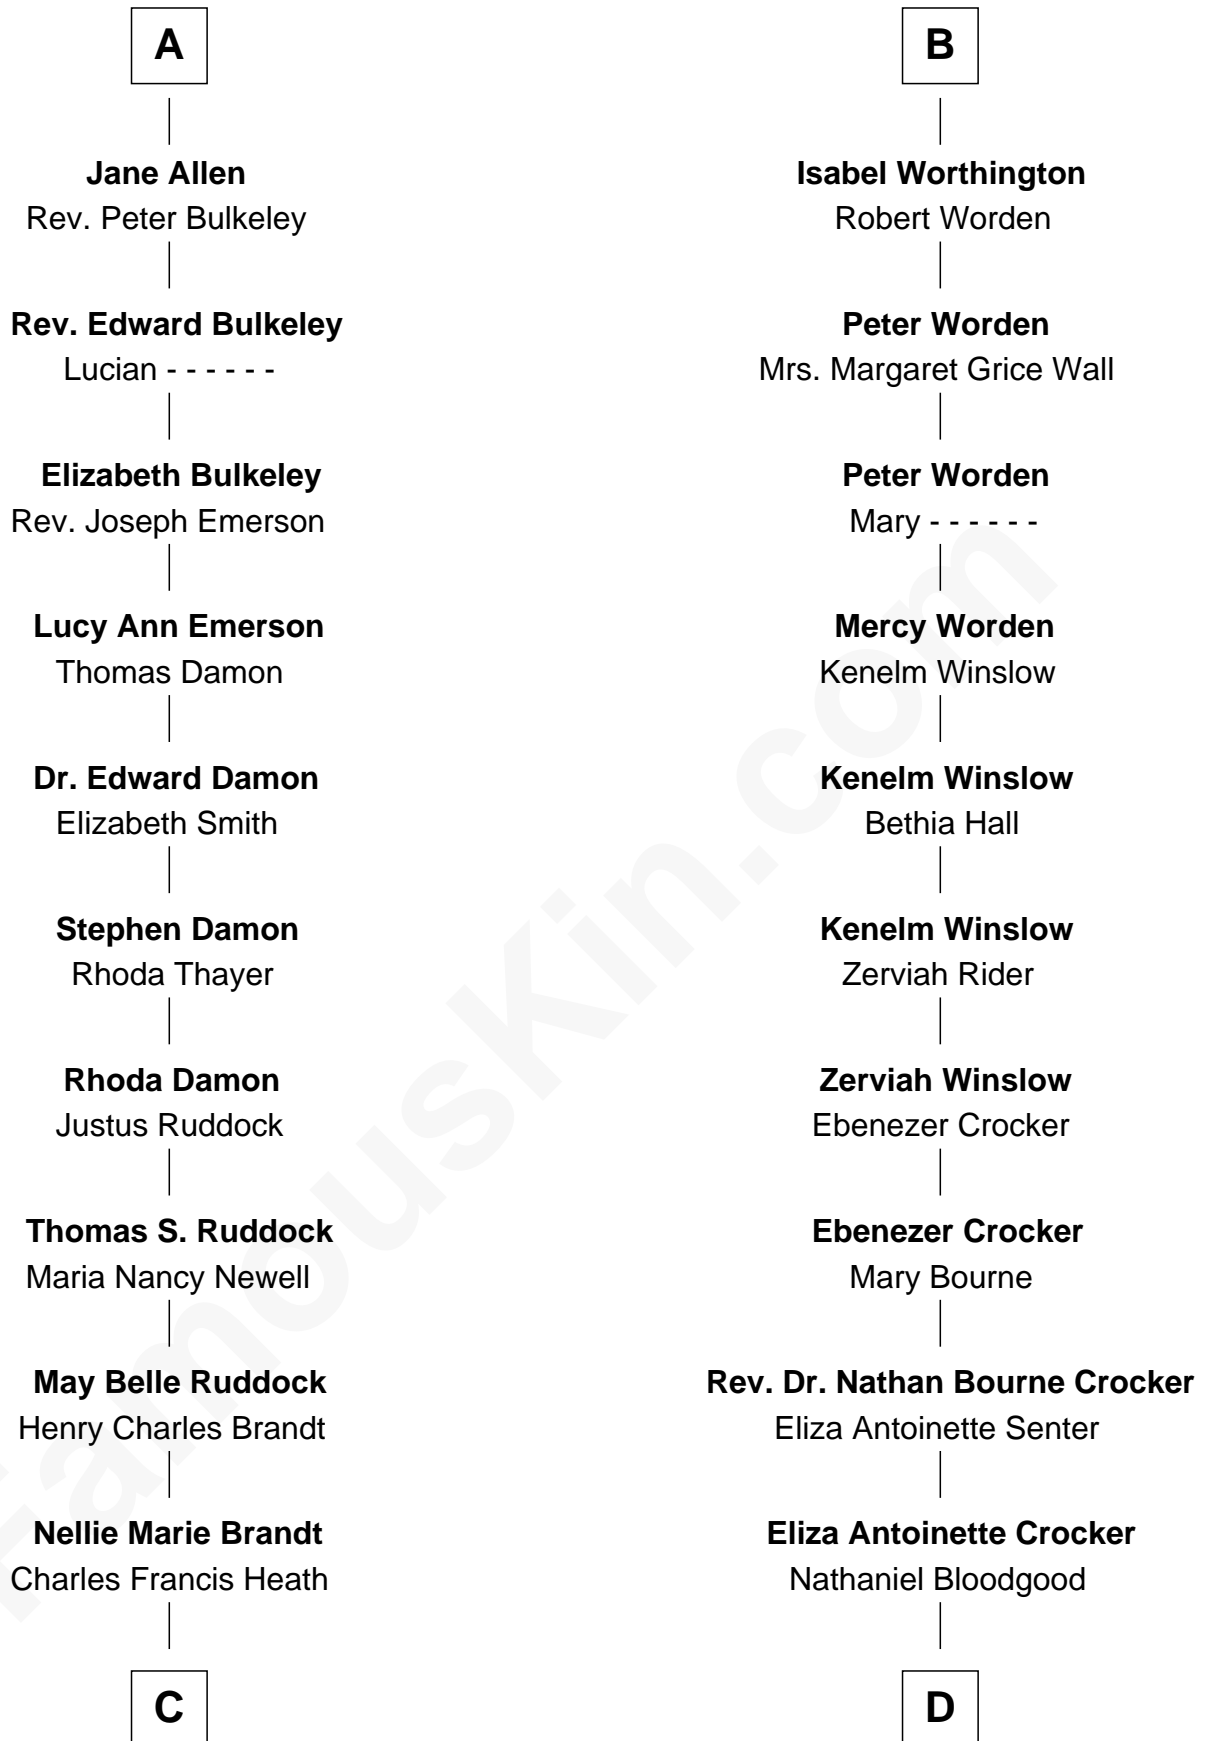 A
Jane Allen
Rev. Peter Bulkeley
Rev. Edward Bulkeley
Lucian - - - - - -
Elizabeth Bulkeley
Rev. Joseph Emerson
Lucy Ann Emerson
Thomas Damon
Dr. Edward Damon
Elizabeth Smith
Stephen Damon
Rhoda Thayer
Rhoda Damon
Justus Ruddock
Thomas S. Ruddock
Maria Nancy Newell
May Belle Ruddock
Henry Charles Brandt
Nellie Marie Brandt
Charles Francis Heath
C
B
Isabel Worthington
Robert Worden
Peter Worden
Mrs. Margaret Grice Wall
Peter Worden
Mary - - - - - -
Mercy Worden
Kenelm Winslow
Kenelm Winslow
Bethia Hall
Kenelm Winslow
Zerviah Rider
Zerviah Winslow
Ebenezer Crocker
Ebenezer Crocker
Mary Bourne
Rev. Dr. Nathan Bourne Crocker
Eliza Antoinette Senter
Eliza Antoinette Crocker
Nathaniel Bloodgood
D
FamousKin.com